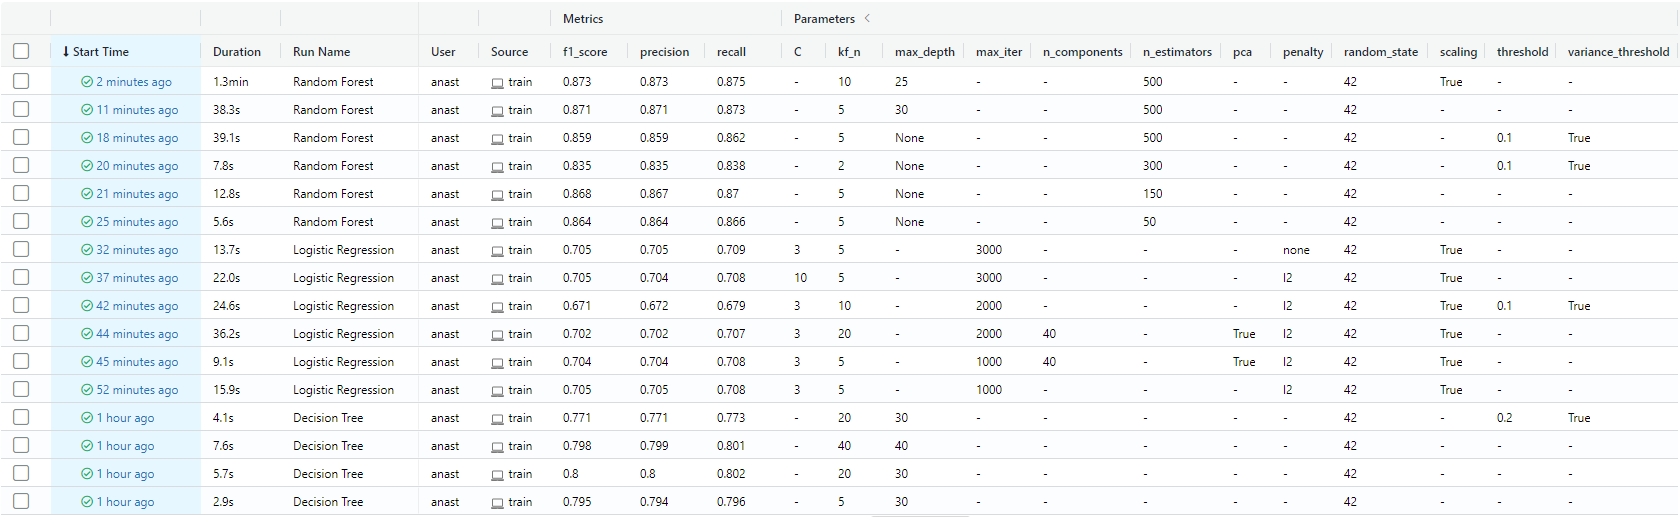 Metrics Parameters <
↓ Start Time Duration Run Name User Source f1_score precision recall C kf_n max_depth max_iter n_components n_estimators pca penalty random_state scaling threshold variance_threshold
2 minutes ago 1.3min Random Forest anast train 0.873 0.873 0.875 - 10 25 - - 500 - - 42 True - -
11 minutes ago 38.3s Random Forest anast train 0.871 0.871 0.873 - 5 30 - - 500 - - 42 - - -
18 minutes ago 39.1s Random Forest anast train 0.859 0.859 0.862 - 5 None - - 500 - - 42 - 0.1 True
20 minutes ago 7.8s Random Forest anast train 0.835 0.835 0.838 - 2 None - - 300 - - 42 - 0.1 True
21 minutes ago 12.8s Random Forest anast train 0.868 0.867 0.87 - 5 None - - 150 - - 42 - - -
25 minutes ago 5.6s Random Forest anast train 0.864 0.864 0.866 - 5 None - - 50 - - 42 - - -
32 minutes ago 13.7s Logistic Regression anast train 0.705 0.705 0.709 3 5 - 3000 - - - none 42 True - -
37 minutes ago 22.0s Logistic Regression anast train 0.705 0.704 0.708 10 5 - 3000 - - - l2 42 True - -
42 minutes ago 24.6s Logistic Regression anast train 0.671 0.672 0.679 3 10 - 2000 - - - l2 42 True 0.1 True
44 minutes ago 36.2s Logistic Regression anast train 0.702 0.702 0.707 3 20 - 2000 40 - True l2 42 True - -
45 minutes ago 9.1s Logistic Regression anast train 0.704 0.704 0.708 3 5 - 1000 40 - True l2 42 True - -
52 minutes ago 15.9s Logistic Regression anast train 0.705 0.705 0.708 3 5 - 1000 - - - l2 42 True - -
1 hour ago 4.1s Decision Tree anast train 0.771 0.771 0.773 - 20 30 - - - - - 42 - 0.2 True
1 hour ago 7.6s Decision Tree anast train 0.798 0.799 0.801 - 40 40 - - - - - 42 - - -
1 hour ago 5.7s Decision Tree anast train 0.8 0.8 0.802 - 20 30 - - - - - 42 - - -
1 hour ago 2.9s Decision Tree anast train 0.795 0.794 0.796 - 5 30 - - - - - 42 - - -